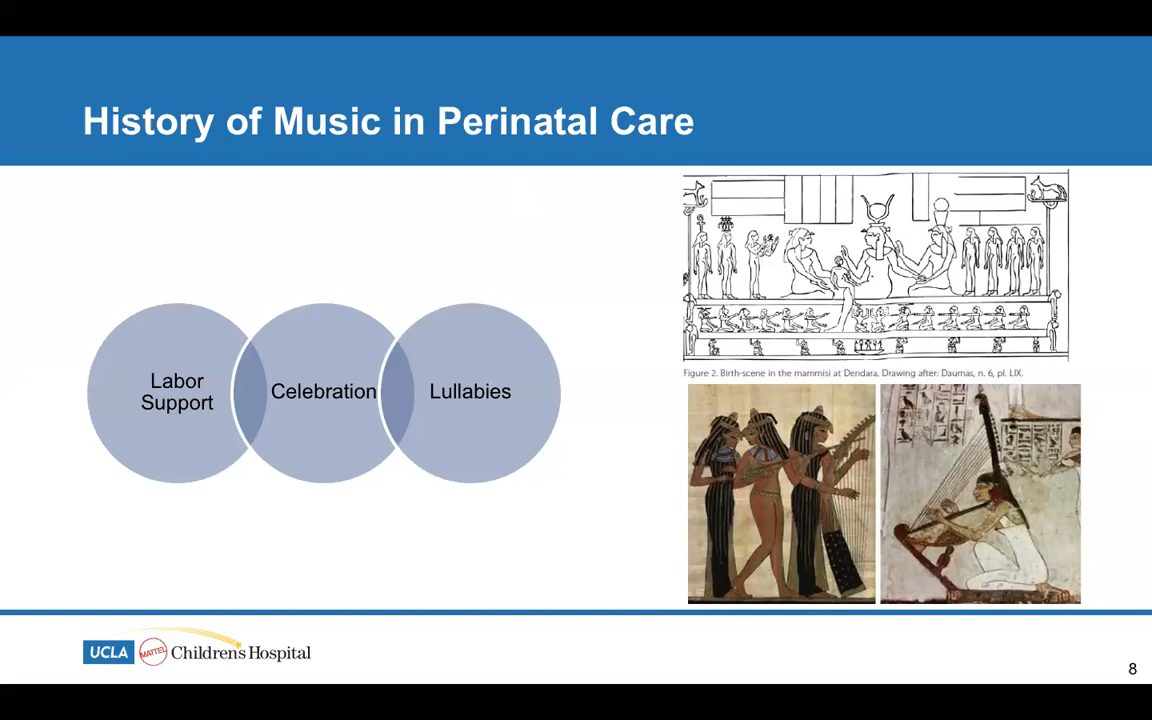 History of Music in Perinatal Care
Labor
Support
Celebration
Lullabies
Figure 2. Birth-scene in the mammisi at Dendara. Drawing after: Daumas, n. 6, pl. LIX.
UCLA MATTEL Children's Hospital
8